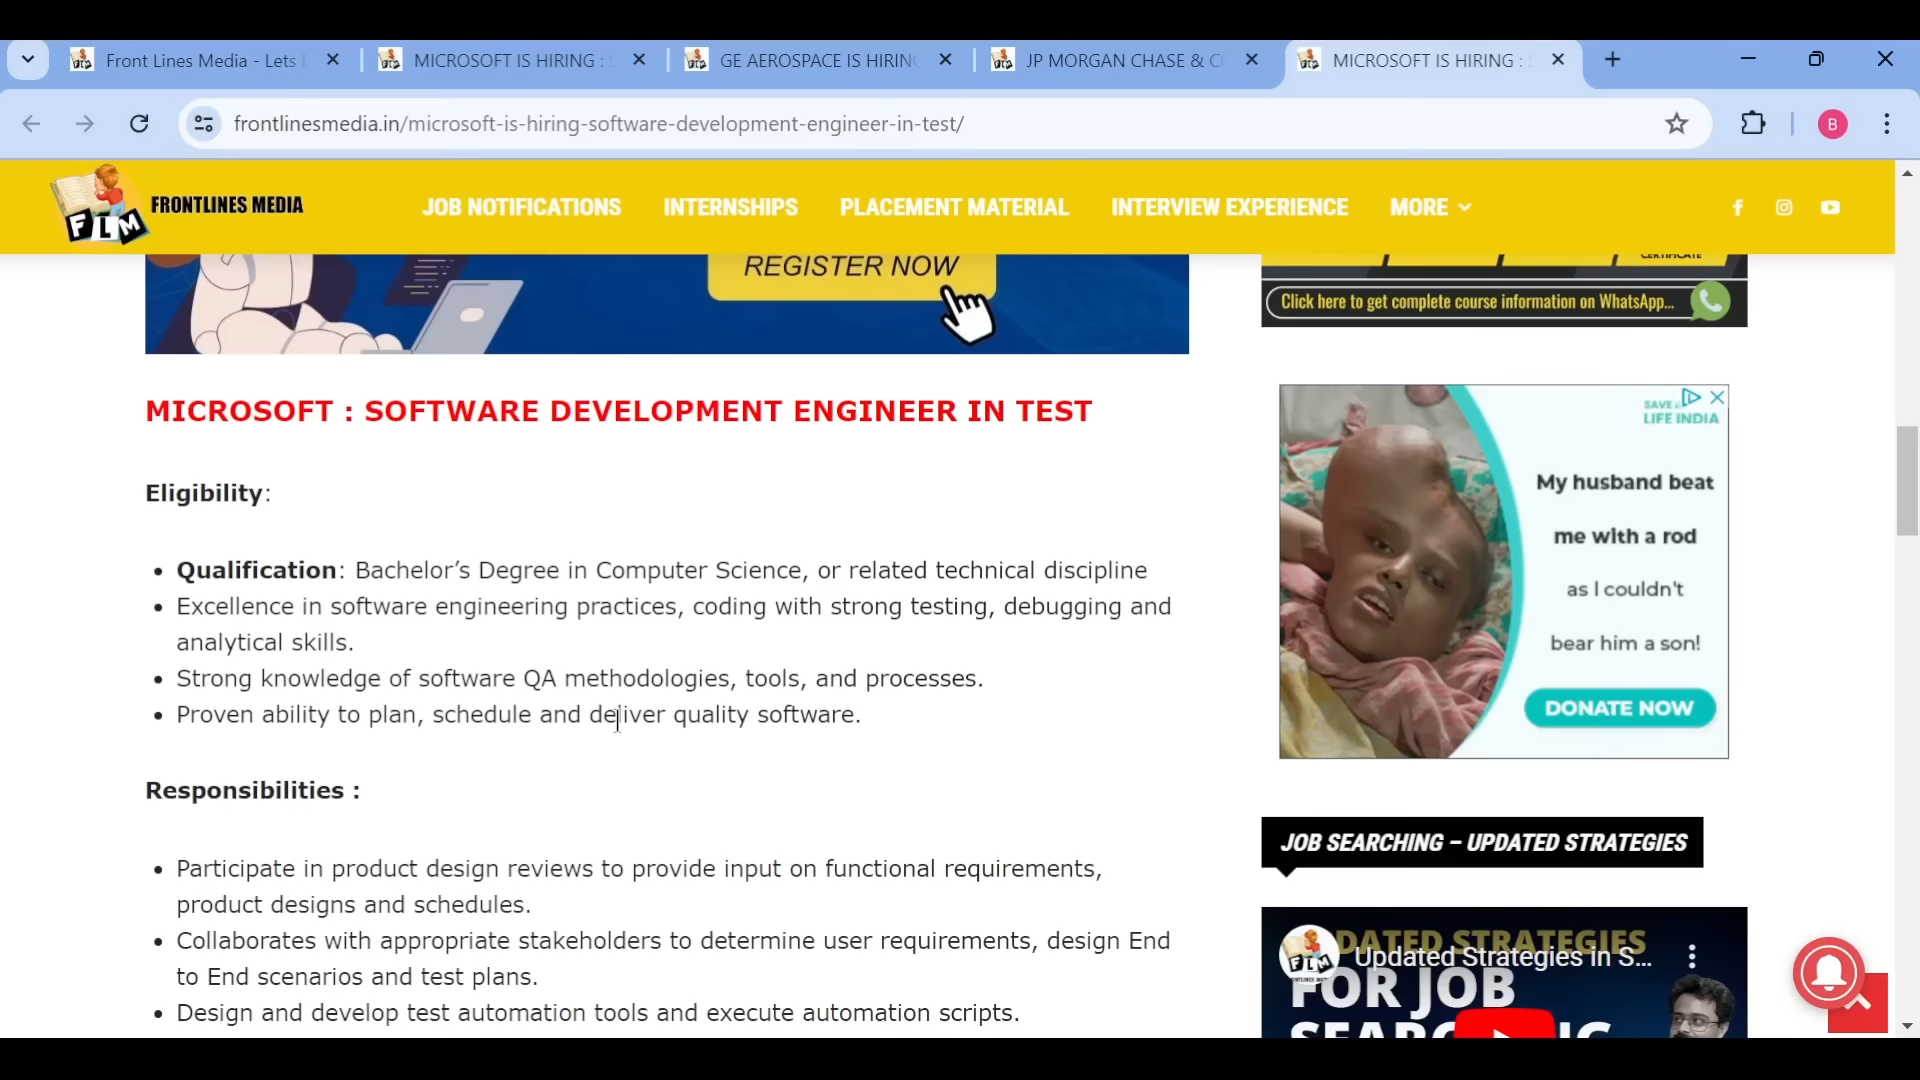 Front Lines Media - Lets
MICROSOFT IS HIRING :
GE AEROSPACE IS HIRING
JP MORGAN CHASE & C
MICROSOFT IS HIRING :
frontlinesmedia.in/microsoft-is-hiring-software-development-engineer-in-test/
B
FLM
FRONTLINES MEDIA
JOB NOTIFICATIONS
INTERNSHIPS
PLACEMENT MATERIAL
INTERVIEW EXPERIENCE
MORE
REGISTER NOW
CERTIFICATE
Click here to get complete course information on WhatsApp...
MICROSOFT : SOFTWARE DEVELOPMENT ENGINEER IN TEST
Eligibility:
• Qualification: Bachelor’s Degree in Computer Science, or related technical discipline
• Excellence in software engineering practices, coding with strong testing, debugging and
analytical skills.
• Strong knowledge of software QA methodologies, tools, and processes.
• Proven ability to plan, schedule and deliver quality software.
Responsibilities :
• Participate in product design reviews to provide input on functional requirements,
product designs and schedules.
• Collaborates with appropriate stakeholders to determine user requirements, design End
to End scenarios and test plans.
• Design and develop test automation tools and execute automation scripts.
LIFE INDIA
My husband beat
me with a rod
as I couldn't
bear him a son!
DONATE NOW
JOB SEARCHING – UPDATED STRATEGIES
FLM
Updated Strategies in S...
STRATEGIES
FOR JOB